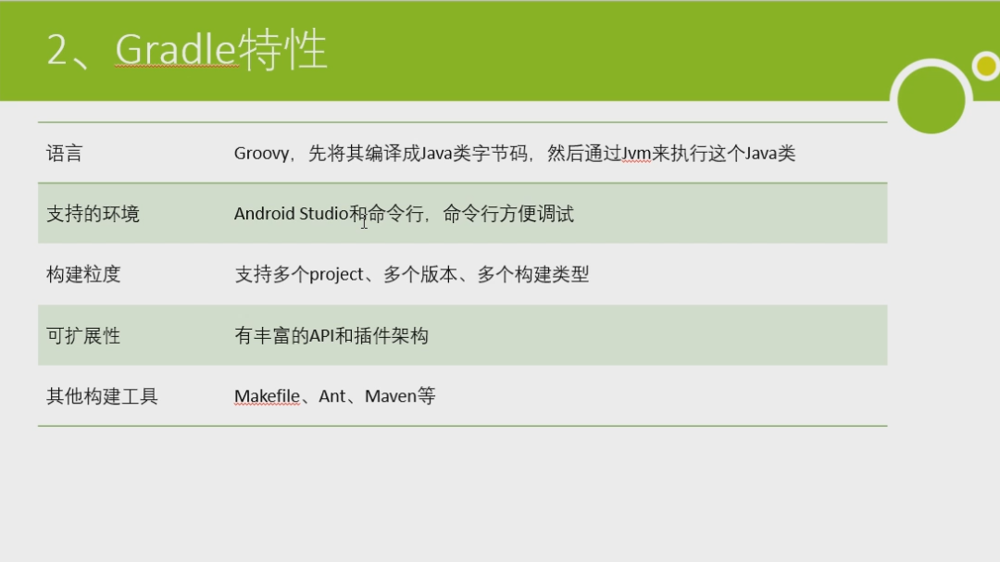 2、Gradle特性
语言 Groovy，先将其编译成Java类字节码，然后通过Jvm来执行这个Java类
支持的环境 Android Studio和命令行，命令行方便调试
构建粒度 支持多个project、多个版本、多个构建类型
可扩展性 有丰富的API和插件架构
其他构建工具 Makefile、Ant、Maven等